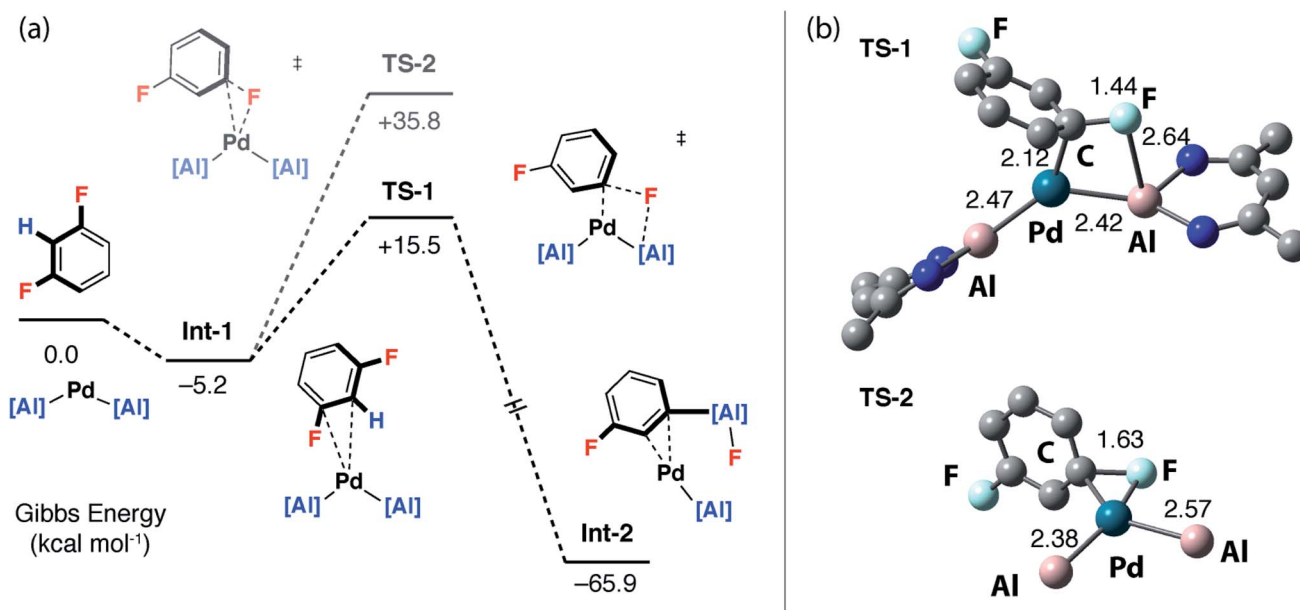 (a)
F
F
Pd
[Al]
[Al]
‡
TS-2
+35.8
TS-1
+15.5
F
F
Pd
[Al]
[Al]
‡
F
H
F
0.0
Pd
[Al]
[Al]
Int-1
–5.2
F
H
F
Pd
[Al]
[Al]
[Al]
F
F
Pd
[Al]
Int-2
–65.9
Gibbs Energy
(kcal mol-1)
(b)
TS-1
F
1.44
F
2.64
2.12
C
2.47
Pd
2.42
Al
Al
TS-2
C
1.63
F
F
2.57
2.38
Pd
Al
Al